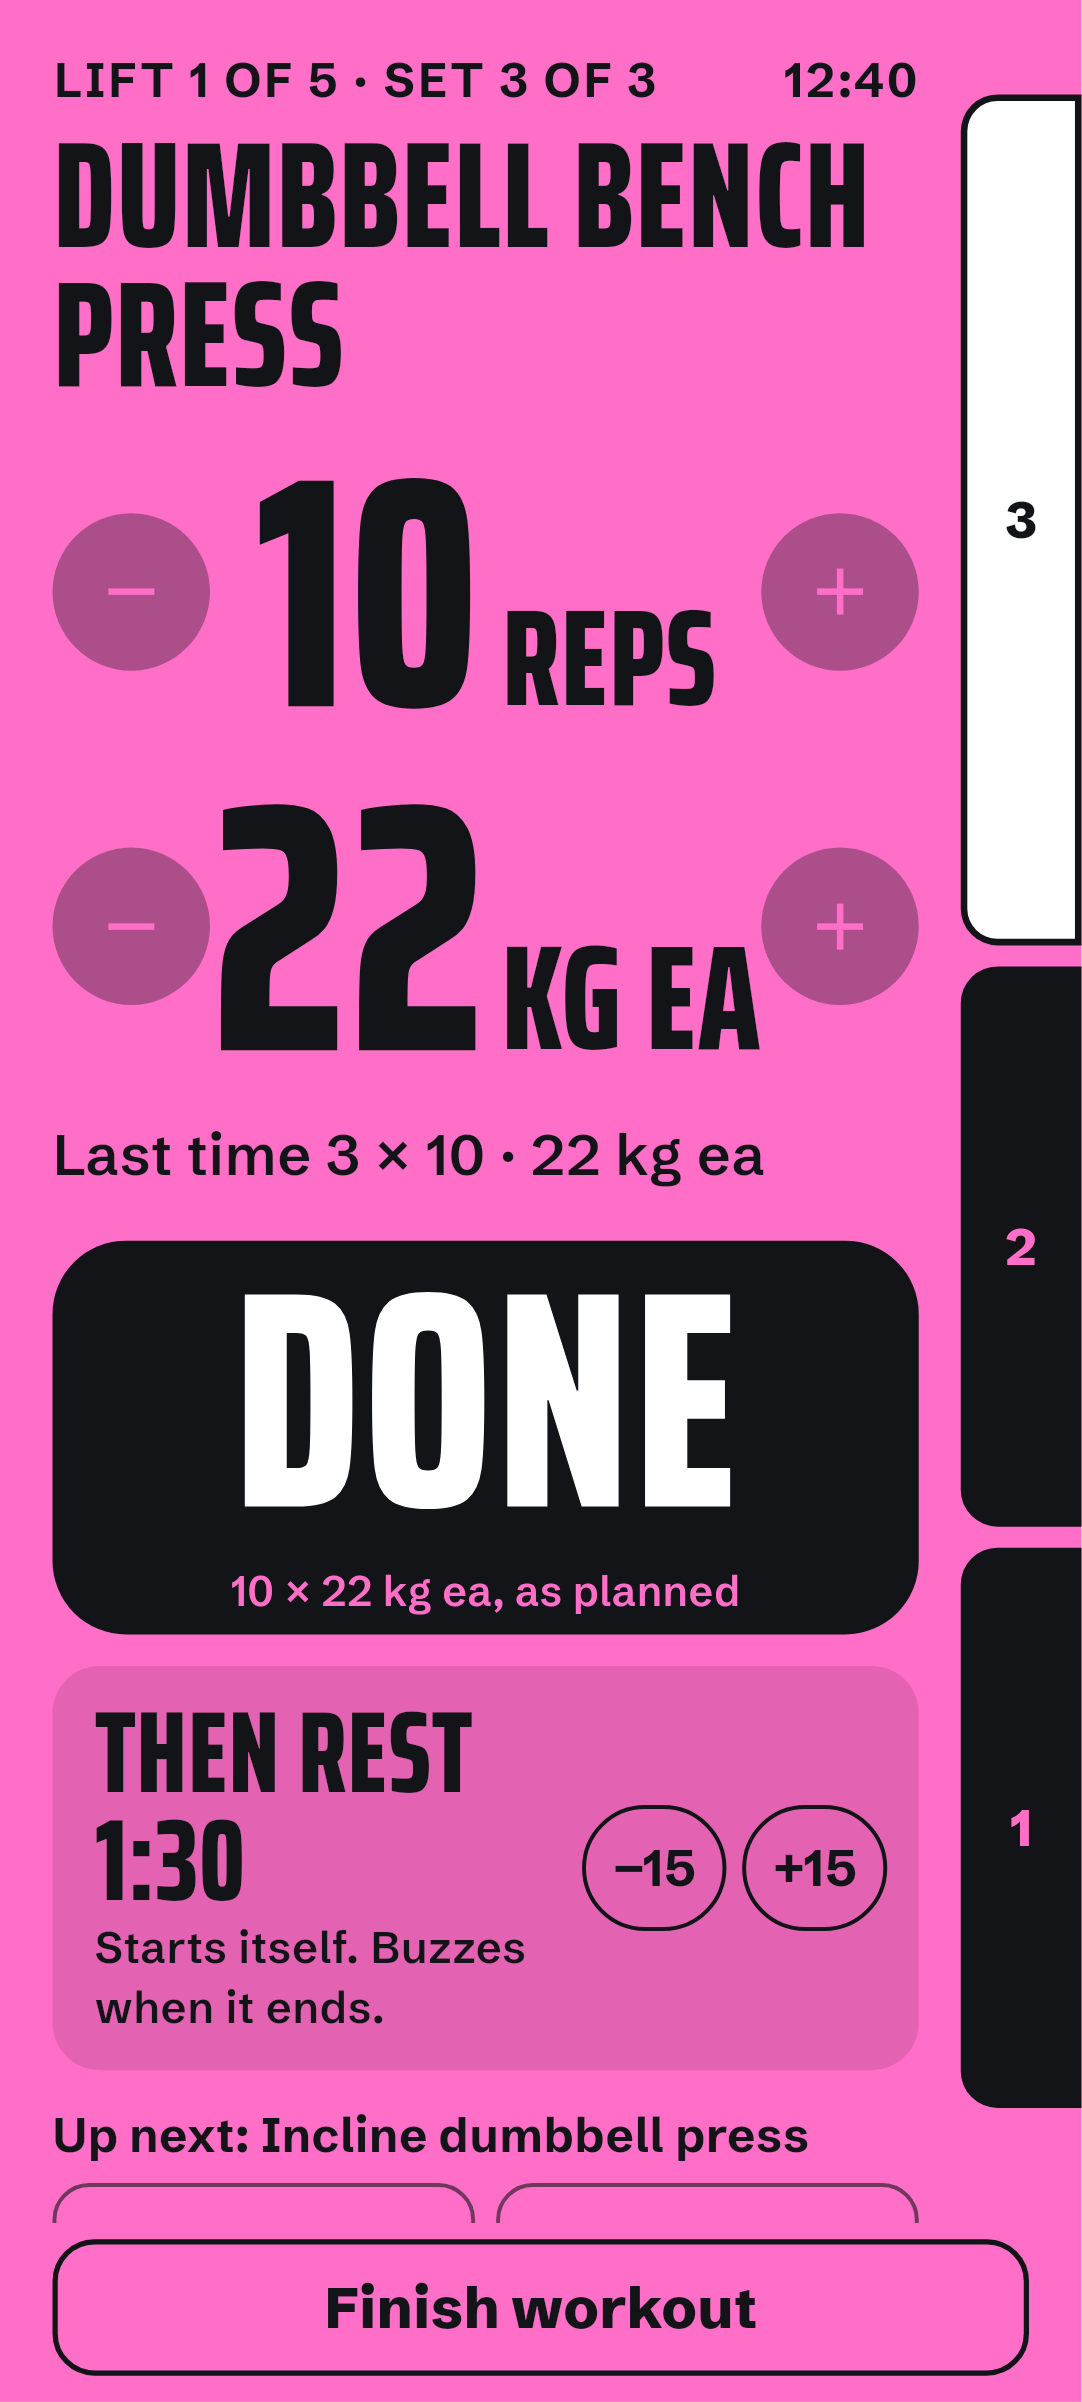 LIFT 1 OF 5 · SET 3 OF 3
12:40
DUMBBELL BENCH
PRESS
−
10 REPS
+
−
22 KG EA
+
Last time 3 × 10 · 22 kg ea
DONE
10 × 22 kg ea, as planned
THEN REST
1:30
Starts itself. Buzzes
when it ends.
−15
+15
Up next: Incline dumbbell press
Finish workout
3
2
1